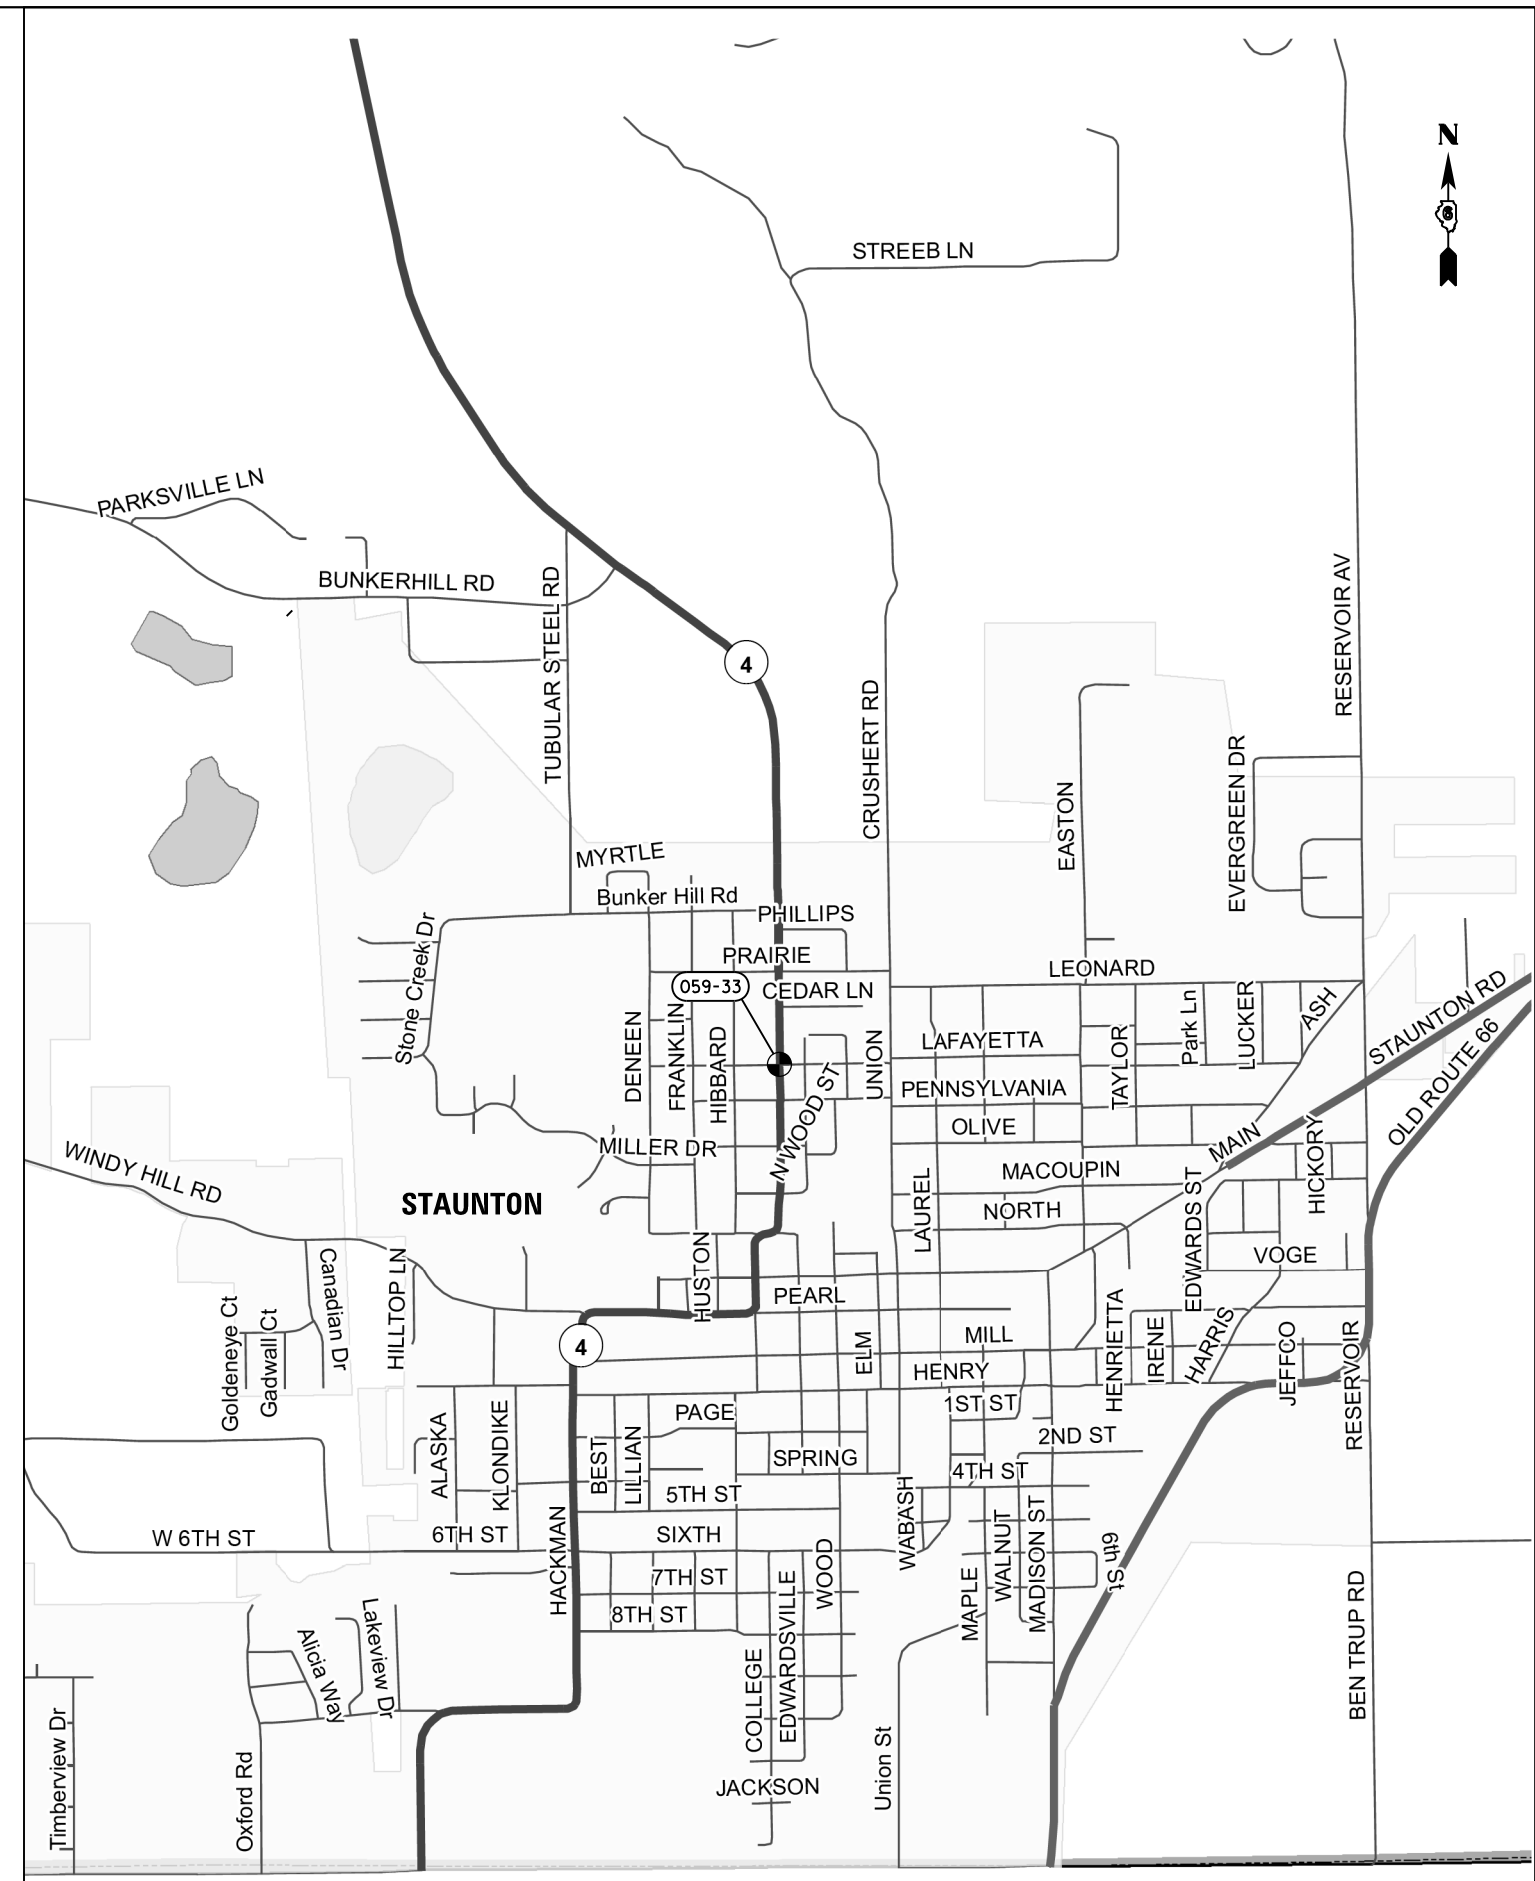 N
6
STREEB LN
PARKSVILLE LN
BUNKERHILL RD
TUBULAR STEEL RD
4
CRUSHERT RD
RESERVOIR AV
EASTON
EVERGREEN DR
MYRTLE
Bunker Hill Rd
PHILLIPS
PRAIRIE
059-33
CEDAR LN
LEONARD
Stone Creek Dr
DENEEN
FRANKLIN
HIBBARD
UNION
LAFAYETTA
TAYLOR
Park Ln
LUCKER
ASH
STAUNTON RD
OLD ROUTE 66
PENNSYLVANIA
N WOOD ST
OLIVE
MILLER DR
MAIN
HICKORY
WINDY HILL RD
MACOUPIN
STAUNTON
LAUREL
NORTH
EDWARDS ST
VOGE
HUSTON
Canadian Dr
HILLTOP LN
Goldeneye Ct
Gadwall Ct
PEARL
4
ELM
MILL
HENRY
HENRIETTA
IRENE
HARRIS
JEFFCO
RESERVOIR
1ST ST
PAGE
2ND ST
ALASKA
KLONDIKE
BEST
LILLIAN
SPRING
4TH ST
5TH ST
WABASH
W 6TH ST
6TH ST
HACKMAN
SIXTH
WOOD
MAPLE
WALNUT
MADISON ST
6th St
7TH ST
8TH ST
Alicia Way
Lakeview Dr
COLLEGE
EDWARDSVILLE
BEN TRUP RD
Timberview Dr
Oxford Rd
JACKSON
Union St